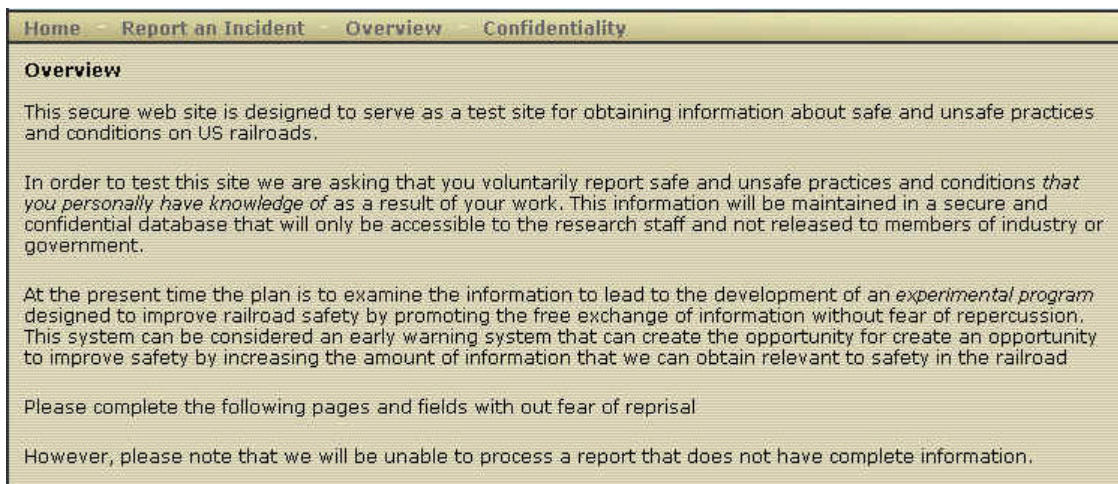 Home - Report an Incident - Overview - Confidentiality
Overview
This secure web site is designed to serve as a test site for obtaining information about safe and unsafe practices
and conditions on US railroads.
In order to test this site we are asking that you voluntarily report safe and unsafe practices and conditions that
you personally have knowledge of as a result of your work. This information will be maintained in a secure and
confidential database that will only be accessible to the research staff and not released to members of industry or
government.
At the present time the plan is to examine the information to lead to the development of an experimental program
designed to improve railroad safety by promoting the free exchange of information without fear of repercussion.
This system can be considered an early warning system that can create the opportunity for create an opportunity
to improve safety by increasing the amount of information that we can obtain relevant to safety in the railroad
Please complete the following pages and fields with out fear of reprisal
However, please note that we will be unable to process a report that does not have complete information.